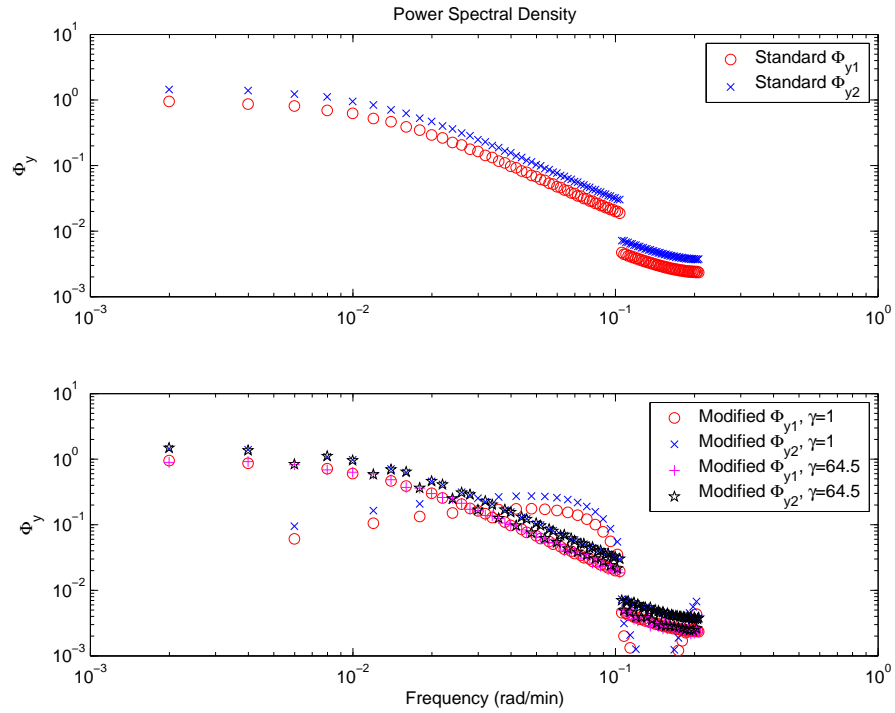 Power Spectral Density
10^1
10^0
10^-1
10^-2
10^-3
Φ_y
10^-3 10^-2 10^-1 10^0
Standard Φ_y1
Standard Φ_y2
10^1
10^0
10^-1
10^-2
10^-3
Φ_y
10^-3 10^-2 10^-1 10^0
Modified Φ_y1, γ=1
Modified Φ_y2, γ=1
Modified Φ_y1, γ=64.5
Modified Φ_y2, γ=64.5
Frequency (rad/min)